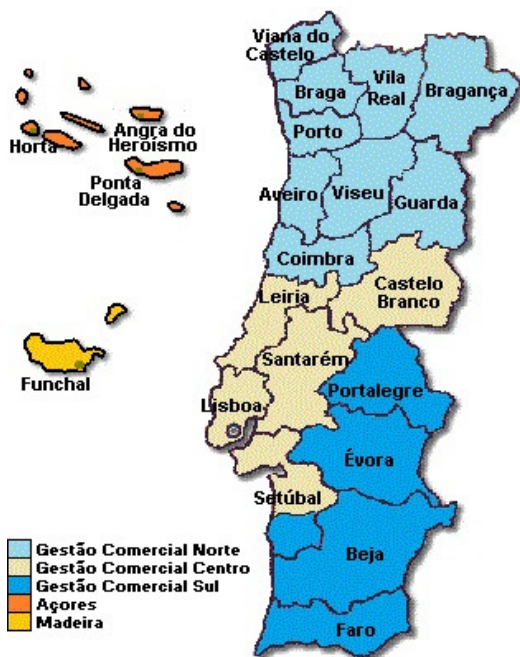 Viana do
Castelo
Braga
Vila
Real
Bragança
Porto
Horta
Angra do
Heroísmo
Ponta
Delgada
Aveiro
Viseu
Guarda
Coimbra
Castelo
Branco
Leiria
Santarém
Funchal
Lisboa
Portalegre
Évora
Setúbal
Beja
Faro
Gestão Comercial Norte
Gestão Comercial Centro
Gestão Comercial Sul
Açores
Madeira